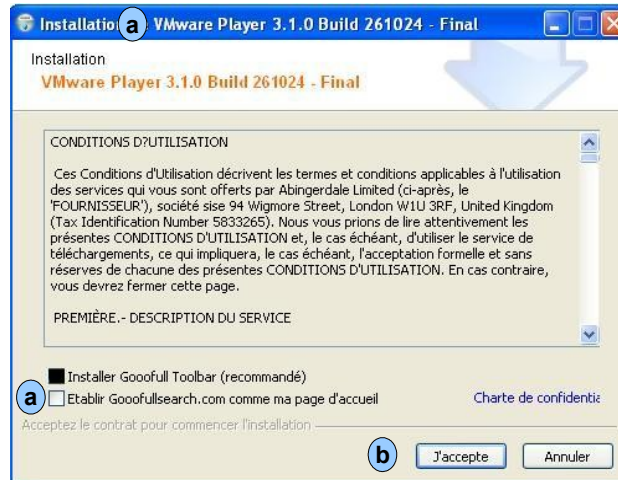 Installation a VMware Player 3.1.0 Build 261024 - Final
Installation
VMware Player 3.1.0 Build 261024 - Final
CONDITIONS D?UTILISATION
Ces Conditions d'Utilisation décrivent les termes et conditions applicables à l'utilisation
des services qui vous sont offerts par Abingerdale Limited (ci-après, le
'FOURNISSEUR'), société sise 94 Wigmore Street, London W1U 3RF, United Kingdom
(Tax Identification Number 5833265). Nous vous prions de lire attentivement les
présentes CONDITIONS D'UTILISATION et, le cas échéant, d'utiliser le service de
téléchargements, ce qui impliquera, le cas échéant, l'acceptation formelle et sans
réserves de chacune des présentes CONDITIONS D'UTILISATION. En cas contraire,
vous devrez fermer cette page.
PREMIÈRE.- DESCRIPTION DU SERVICE
Installer Gooofull Toolbar (recommandé)
a Etablir Gooofullsearch.com comme ma page d'accueil
Charte de confidentia
Acceptez le contrat pour commencer l'installation
b J'accepte Annuler